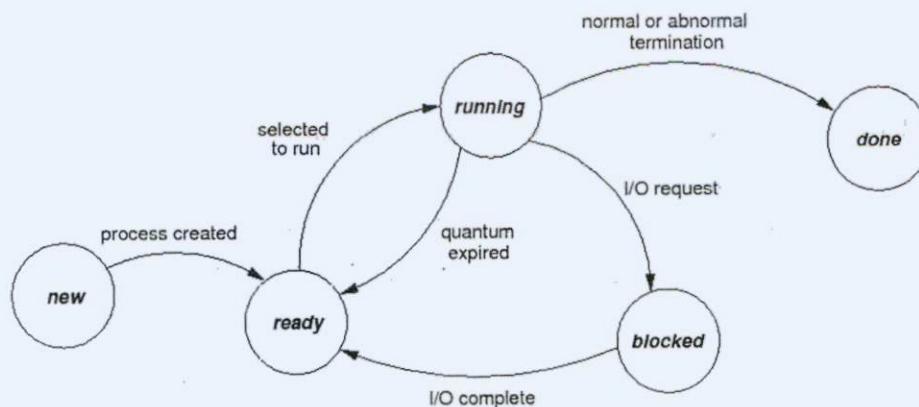 normal or abnormal
termination
running
done
selected
to run
I/O request
process created
quantum
expired
new
ready
blocked
I/O complete